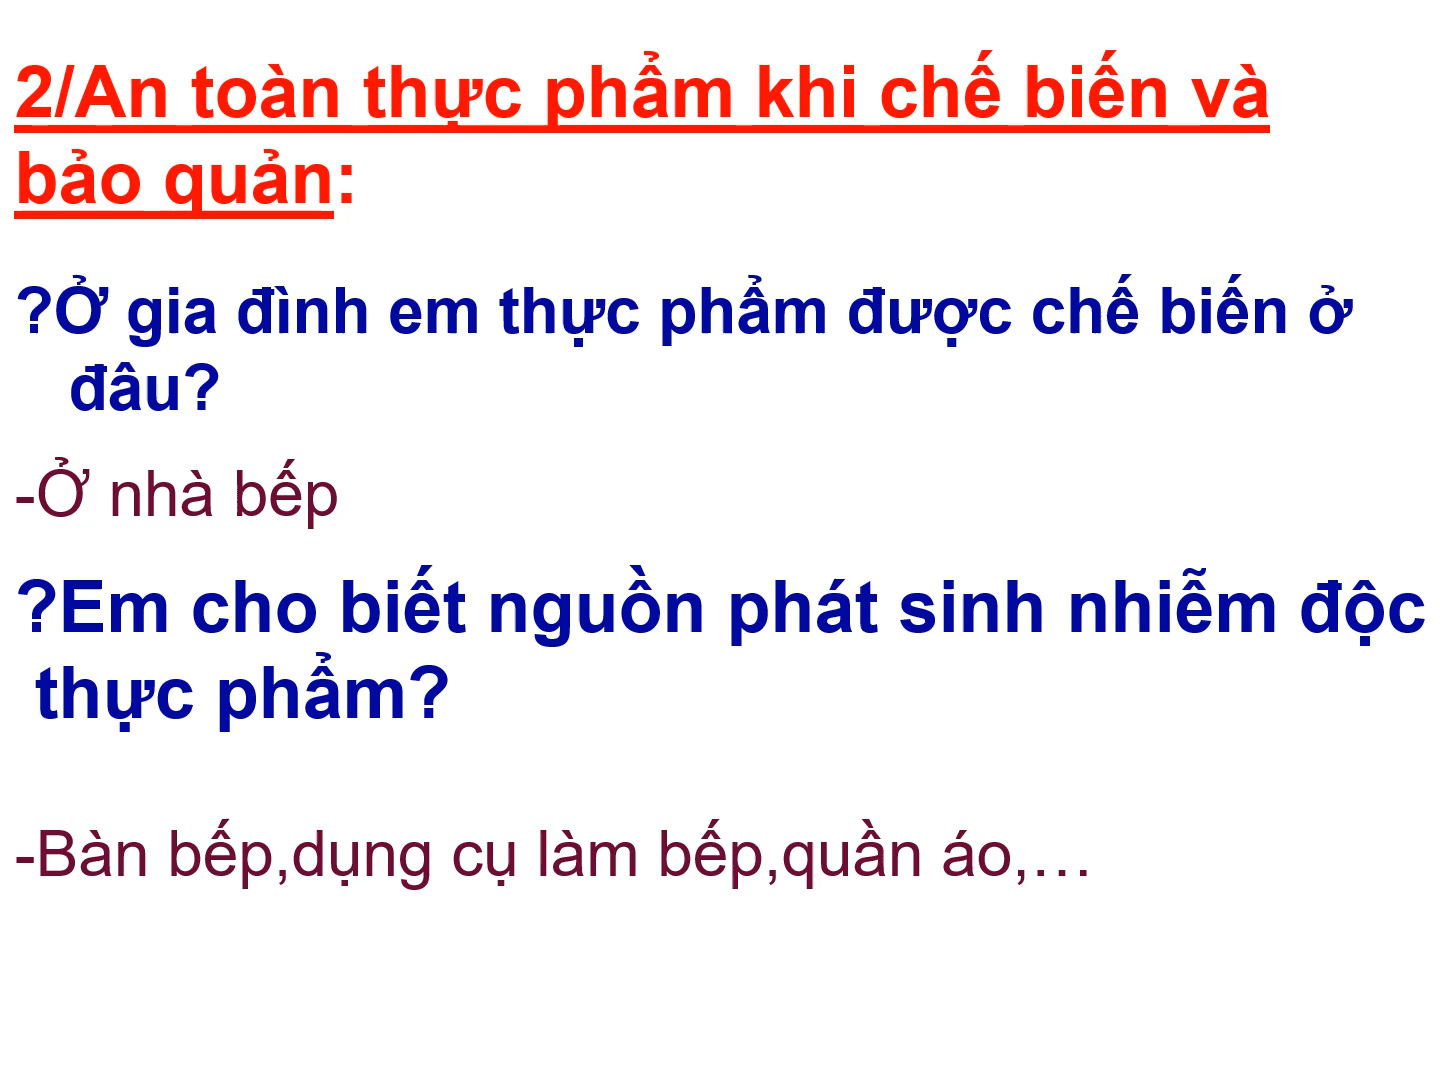 2/An toàn thực phẩm khi chế biến và
bảo quản:
?Ở gia đình em thực phẩm được chế biến ở
đâu?
-Ở nhà bếp
?Em cho biết nguồn phát sinh nhiễm độc
thực phẩm?
-Bàn bếp,dụng cụ làm bếp,quần áo,…